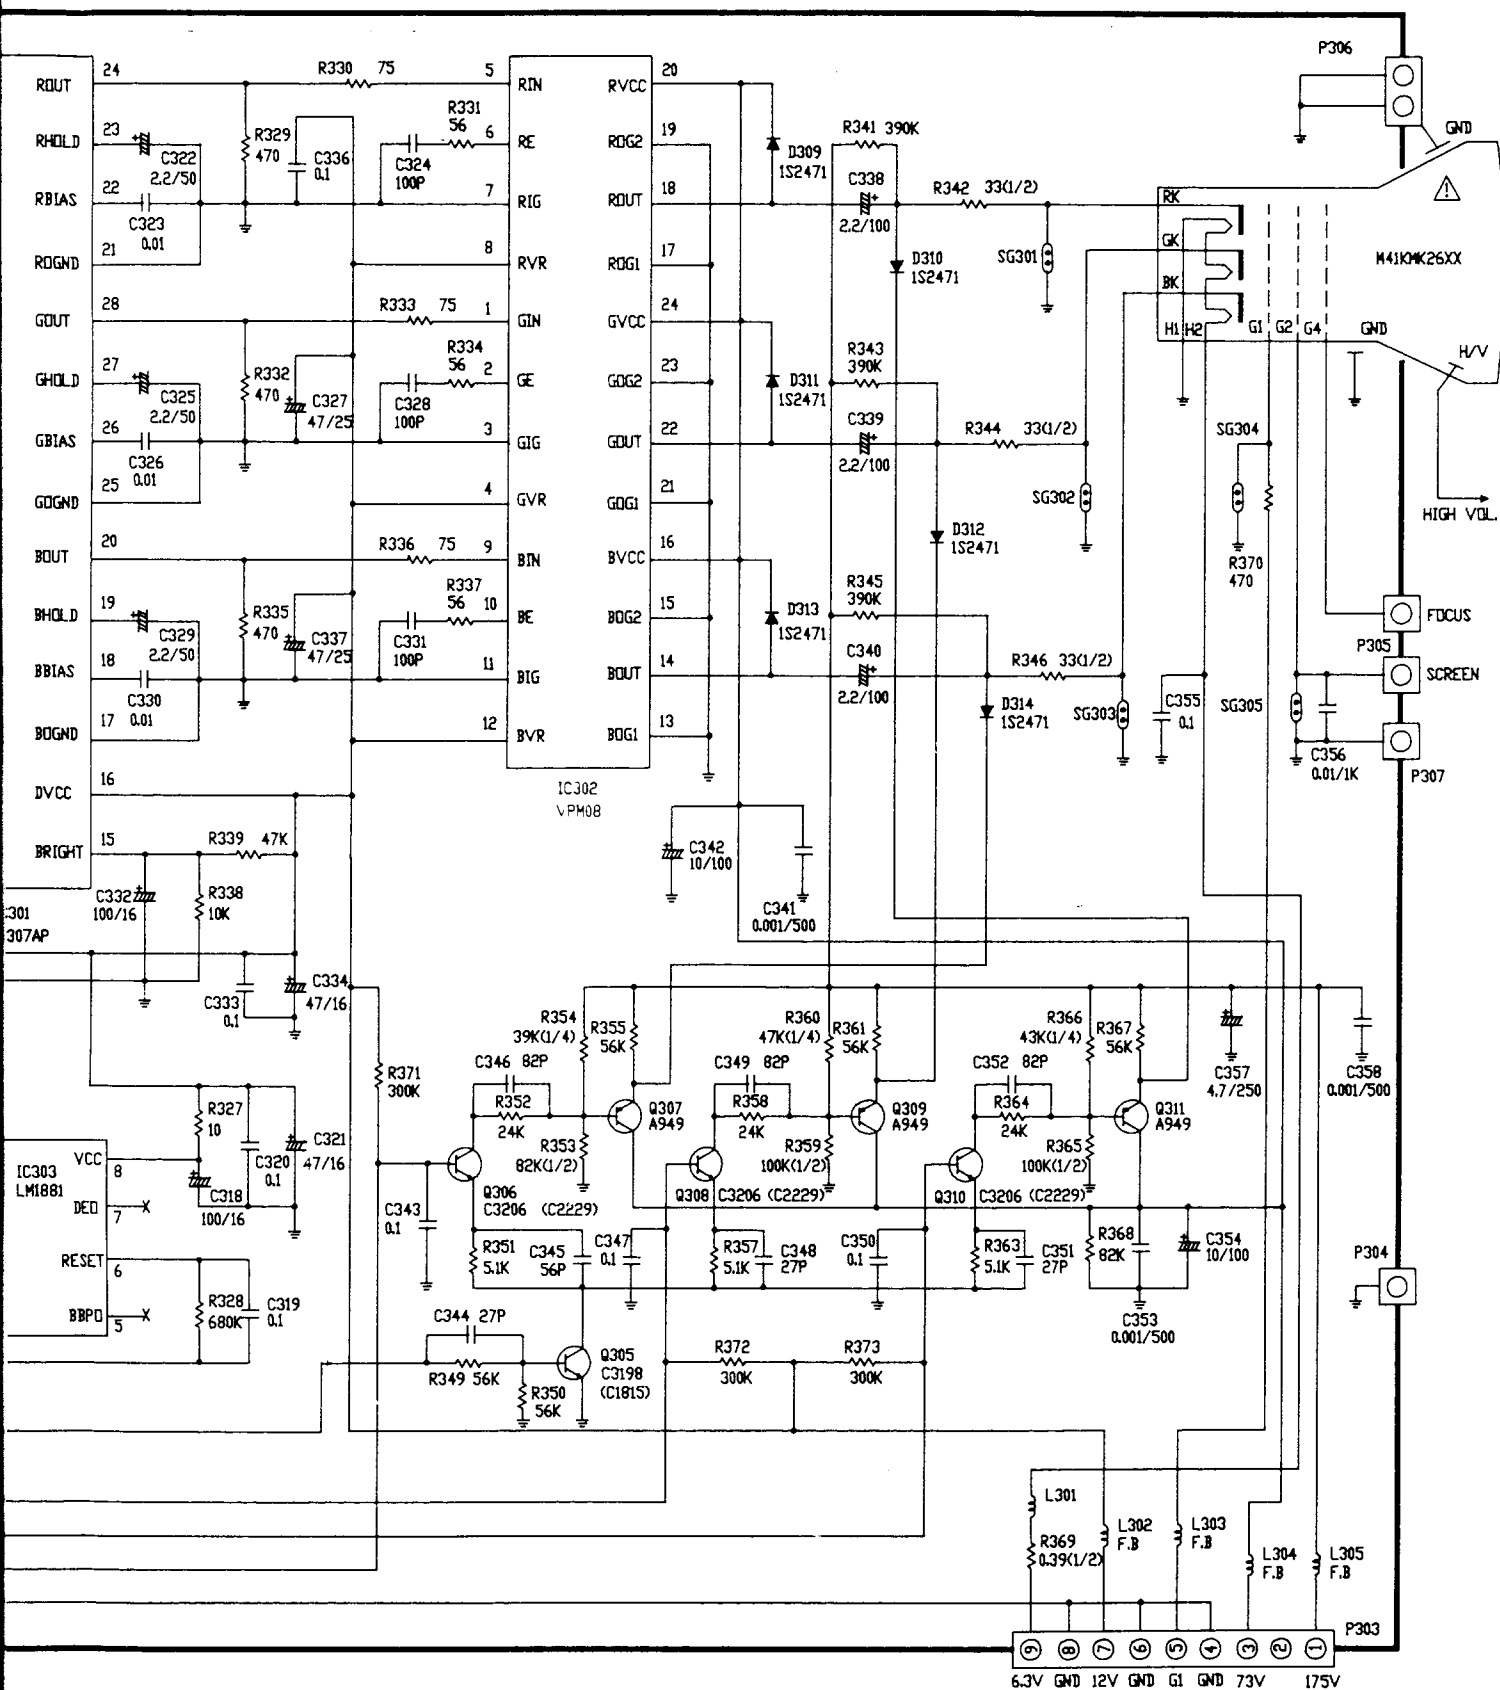 24
ROUT
23
RHOLD
22
RBIAS
21
ROGND
28
GOUT
27
GHOLD
26
GBIAS
25
GOGND
20
BOUT
19
BHOLD
18
BBIAS
17
BOGND
16
DVCC
15
BRIGHT
301
307AP
C322
2.2/50
C323
0.01
R329
470
C336
0.1
R330 75
R331
56
C324
100P
C325
2.2/50
C326
0.01
R332
470
C327
47/25
R333 75
R334
56
C328
100P
C329
2.2/50
C330
0.01
R335
470
C337
47/25
R336 75
R337
56
C331
100P
R339 47K
R338
10K
C332
100/16
C333
0.1
C334
47/16
5 RIN
6 RE
7 RIG
8 RVR
1 GIN
2 GE
3 GIG
4 GVR
9 BIN
10 BE
11 BIG
12 BVR
RVCC 20
ROG2 19
ROUT 18
ROG1 17
GVCC 24
GOG2 23
GOUT 22
GOG1 21
BVCC 16
BOG2 15
BOUT 14
BOG1 13
IC302
VPM08
D309
1S2471
R341 390K
C338
2.2/100
D310
1S2471
R342 33(1/2)
SG301
D311
1S2471
R343
390K
C339
2.2/100
R344 33(1/2)
SG302
D312
1S2471
D313
1S2471
R345
390K
C340
2.2/100
R346 33(1/2)
D314
1S2471
SG303
C355
0.1
C342
10/100
C341
0.001/500
P306
GND
RK
GK
BK
H1 H2 G1 G2 G4 GND
M41KMK26XX
H/V
HIGH VOL.
SG304
R370
470
FOCUS
P305
SCREEN
SG305
C356
0.01/1K
P307
R371
300K
R354
39K(1/4)
R355
56K
C346 82P
R352
24K
R353
82K(1/2)
Q307
A949
Q306
C3206 (C2229)
C343
0.1
R351
5.1K
C345
56P
C347
0.1
R360
47K(1/4)
R361
56K
C349 82P
R358
24K
R359
100K(1/2)
Q309
A949
Q308 C3206 (C2229)
R357
5.1K
C348
27P
C350
0.1
R366
43K(1/4)
R367
56K
C352 82P
R364
24K
R365
100K(1/2)
Q311
A949
Q310 C3206 (C2229)
R363
5.1K
C351
27P
R368
82K
C354
10/100
C353
0.001/500
C357
4.7/250
C358
0.001/500
R327
10
C320
0.1
C321
47/16
C318
100/16
IC303
LM1881
VCC 8
DEO 7
RESET 6
BBPO 5
R328
680K
C319
0.1
C344 27P
R349 56K
R350
56K
Q305
C3198
(C1815)
R372
300K
R373
300K
P304
L301
R369
0.39(1/2)
L302
F.B
L303
F.B
L304
F.B
L305
F.B
P303
9 8 7 6 5 4 3 2 1
6.3V GND 12V GND G1 GND 73V 175V